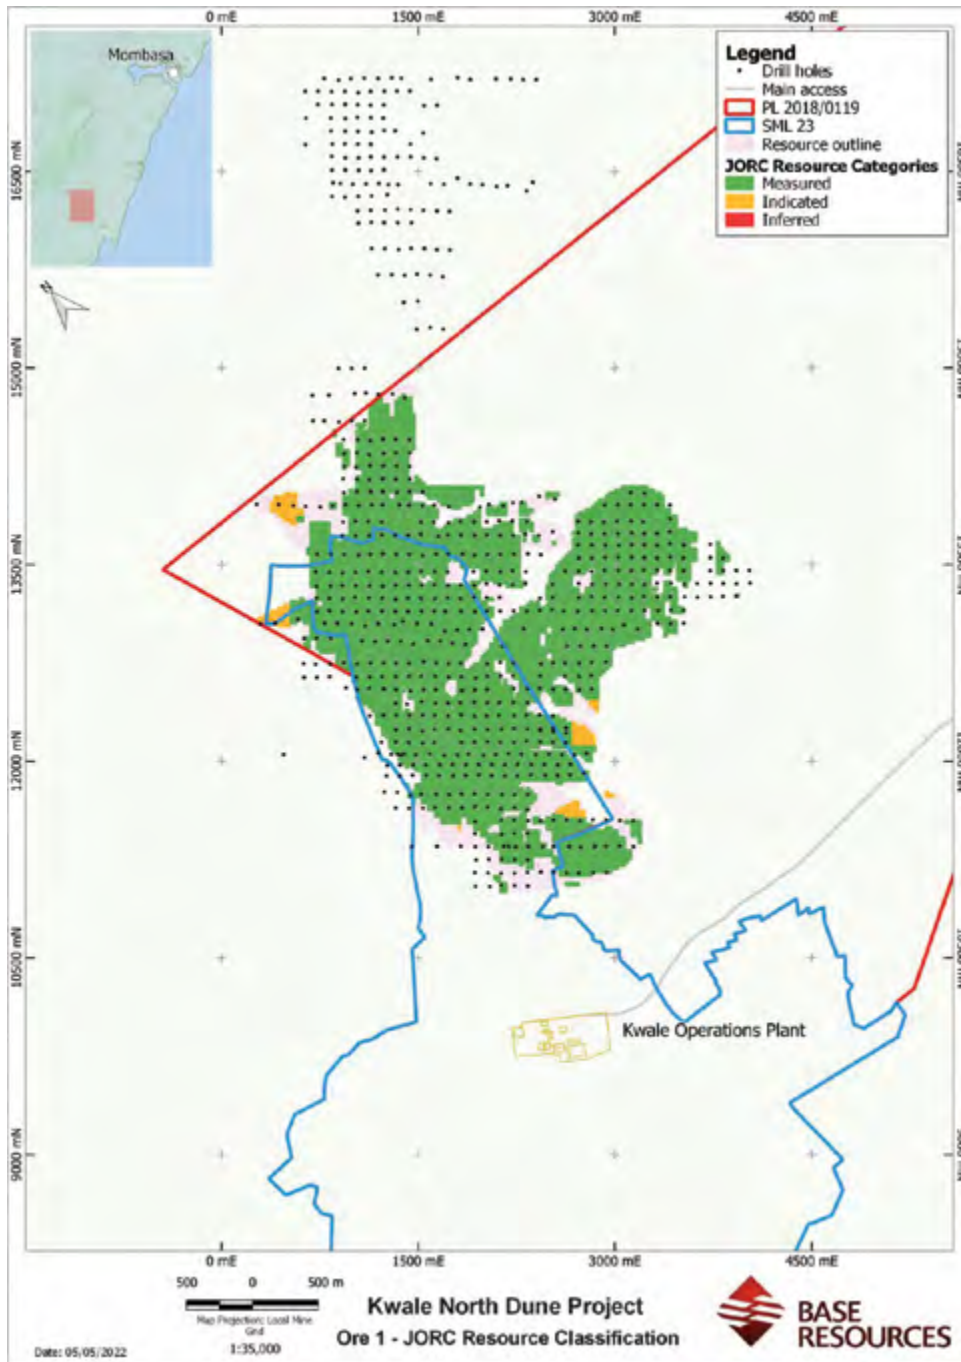 0 mE 1500 mE 3000 mE 4500 mE
Mombasa
Legend
Drill holes
Main access
PL 2018/0119
SML 23
Resource outline
JORC Resource Categories
Measured
Indicated
Inferred
N
16500 mN
15000 mN
13500 mN
12000 mN
10500 mN
9000 mN
Kwale Operations Plant
0 mE 1500 mE 3000 mE 4500 mE
500 0 500 m
Map Projection: Local Mine
Grid
1:35,000
Date: 05/05/2022
Kwale North Dune Project
Ore 1 - JORC Resource Classification
BASE
RESOURCES